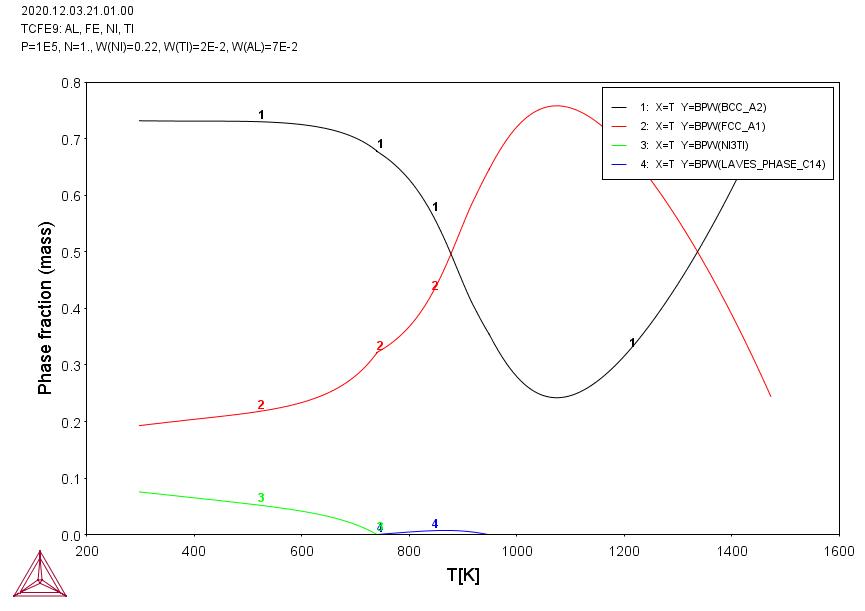 2020.12.03.21.01.00
TCFE9: AL, FE, NI, TI
P=1E5, N=1., W(NI)=0.22, W(TI)=2E-2, W(AL)=7E-2
1: X=T Y=BPW(BCC_A2)
2: X=T Y=BPW(FCC_A1)
3: X=T Y=BPW(NI3TI)
4: X=T Y=BPW(LAVES_PHASE_C14)
Phase fraction (mass)
0.8
0.7
0.6
0.5
0.4
0.3
0.2
0.1
0.0
1
1
1
1
2
2
2
3
3
4
4
200 400 600 800 1000 1200 1400 1600
T[K]